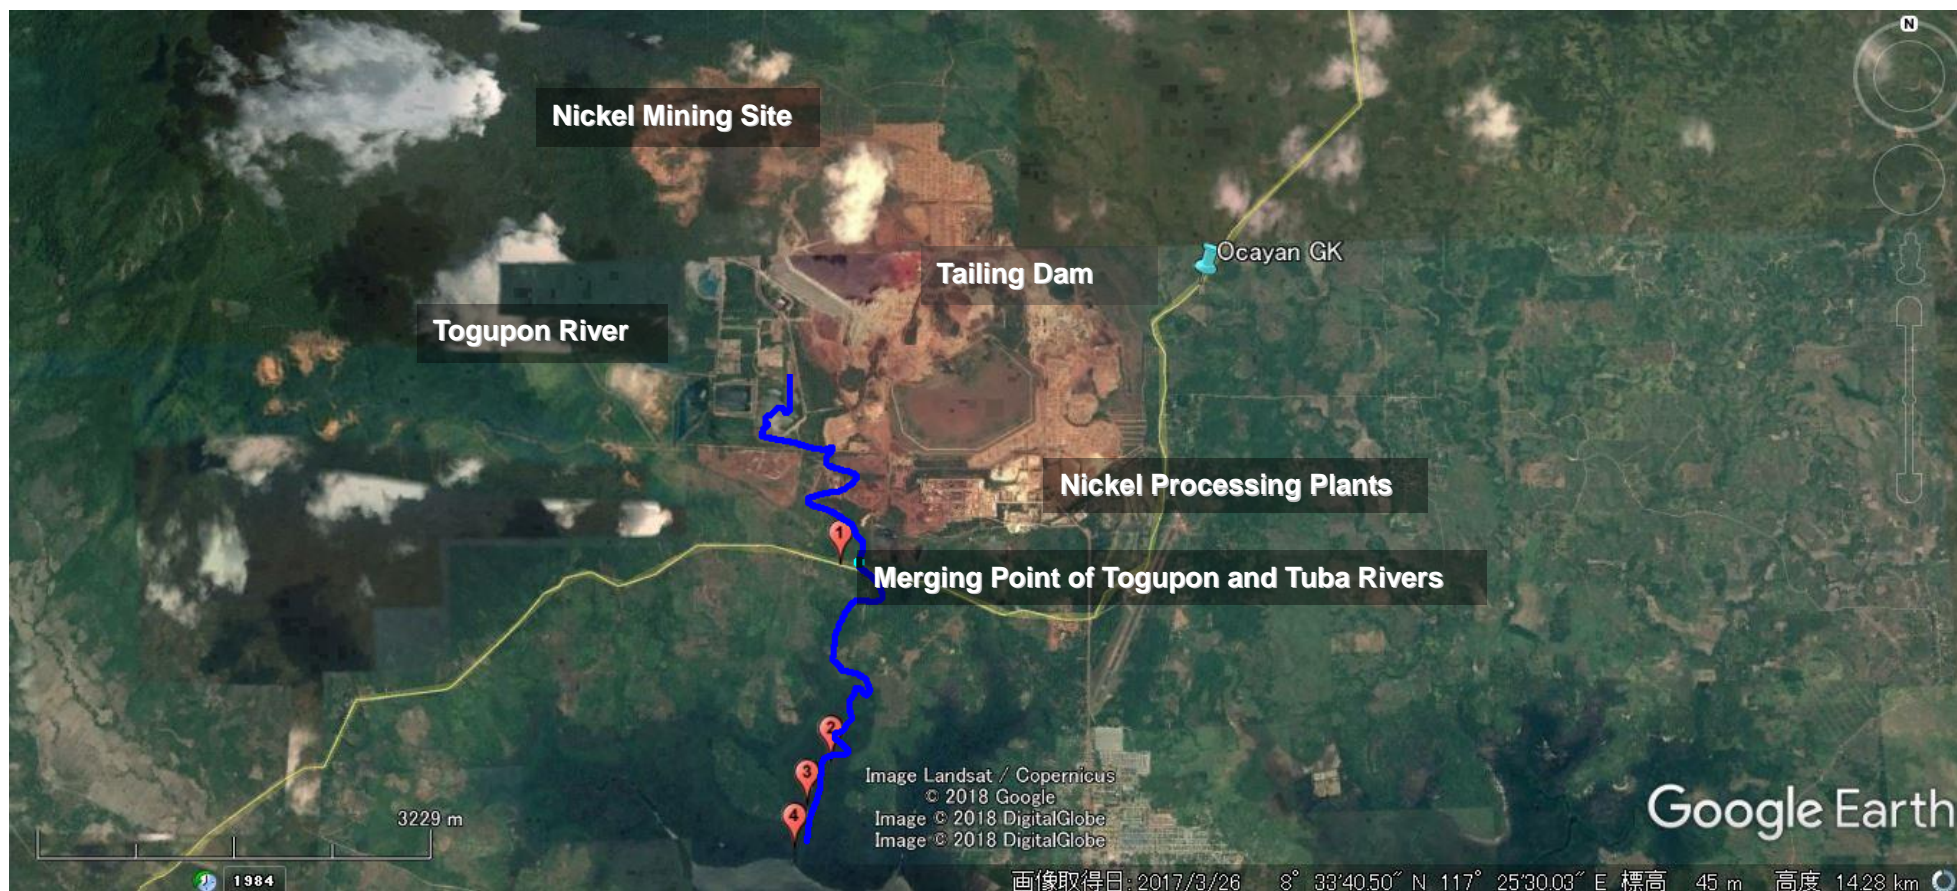 N
Nickel Mining Site
Ocayan GK
Tailing Dam
Togupon River
Nickel Processing Plants
1
Merging Point of Togupon and Tuba Rivers
2
3
4
Image Landsat / Copernicus
© 2018 Google
Image © 2018 DigitalGlobe
Image © 2018 DigitalGlobe
3229 m
Google Earth
1984
画像取得日: 2017/3/26 8° 33'40.50" N 117° 25'30.03" E 標高 45 m 高度 14.28 km